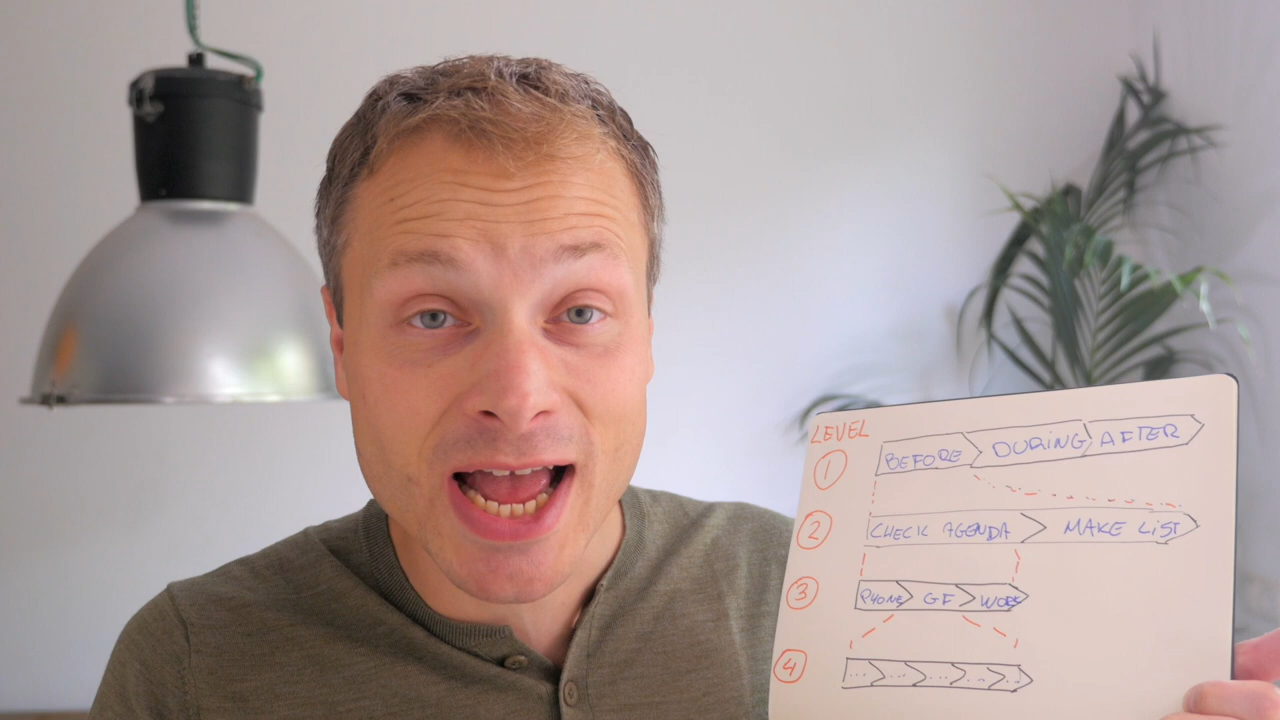 LEVEL
1 BEFORE DURING AFTER
2 CHECK AGENDA MAKE LIST
3 PHONE GF WORK
4 ... ... ... ... ...